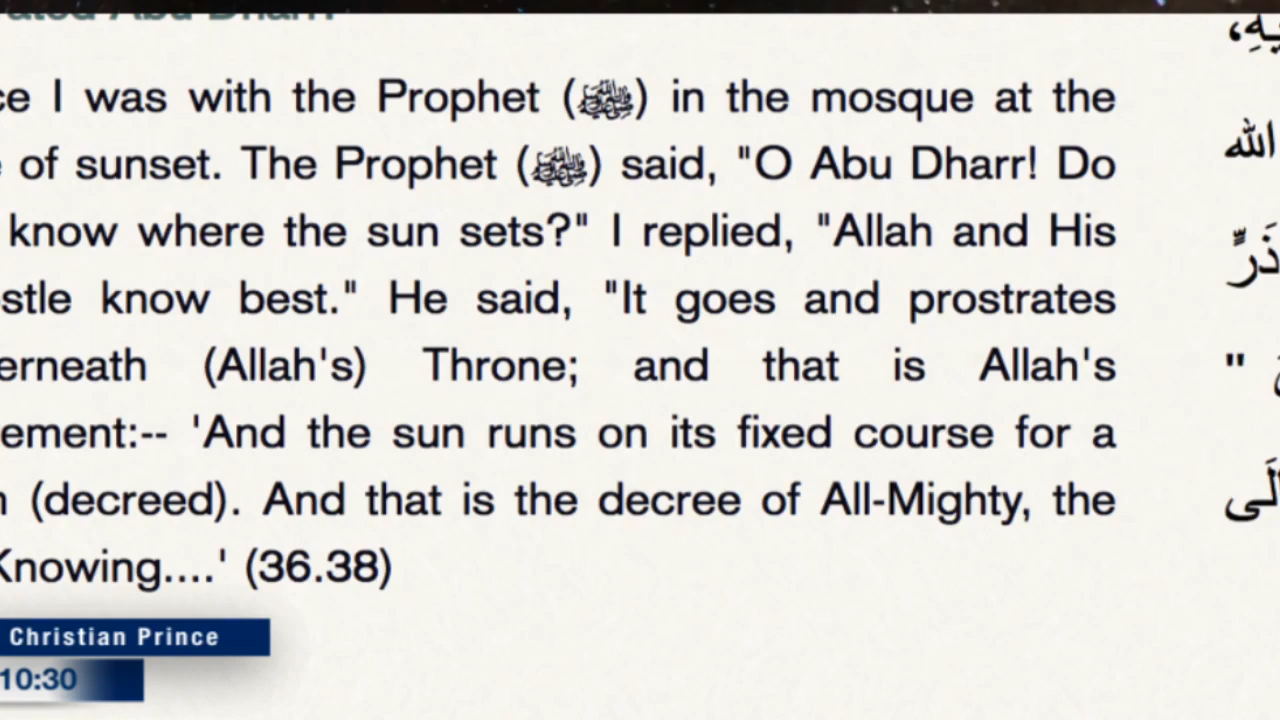 ce I was with the Prophet (ﷺ) in the mosque at the
e of sunset. The Prophet (ﷺ) said, "O Abu Dharr! Do
know where the sun sets?" I replied, "Allah and His
stle know best." He said, "It goes and prostrates
erneath (Allah's) Throne; and that is Allah's
ement:-- 'And the sun runs on its fixed course for a
(decreed). And that is the decree of All-Mighty, the
Knowing....' (36.38)
يهِ،
الله
ذَرٍّ
"
لَى
Christian Prince
10:30